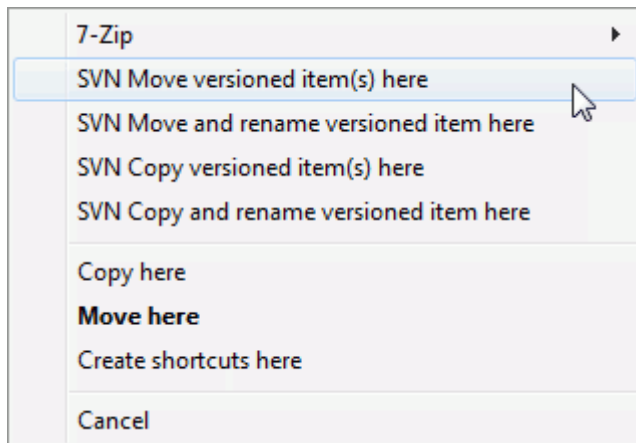 7-Zip
SVN Move versioned item(s) here
SVN Move and rename versioned item here
SVN Copy versioned item(s) here
SVN Copy and rename versioned item here
Copy here
Move here
Create shortcuts here
Cancel